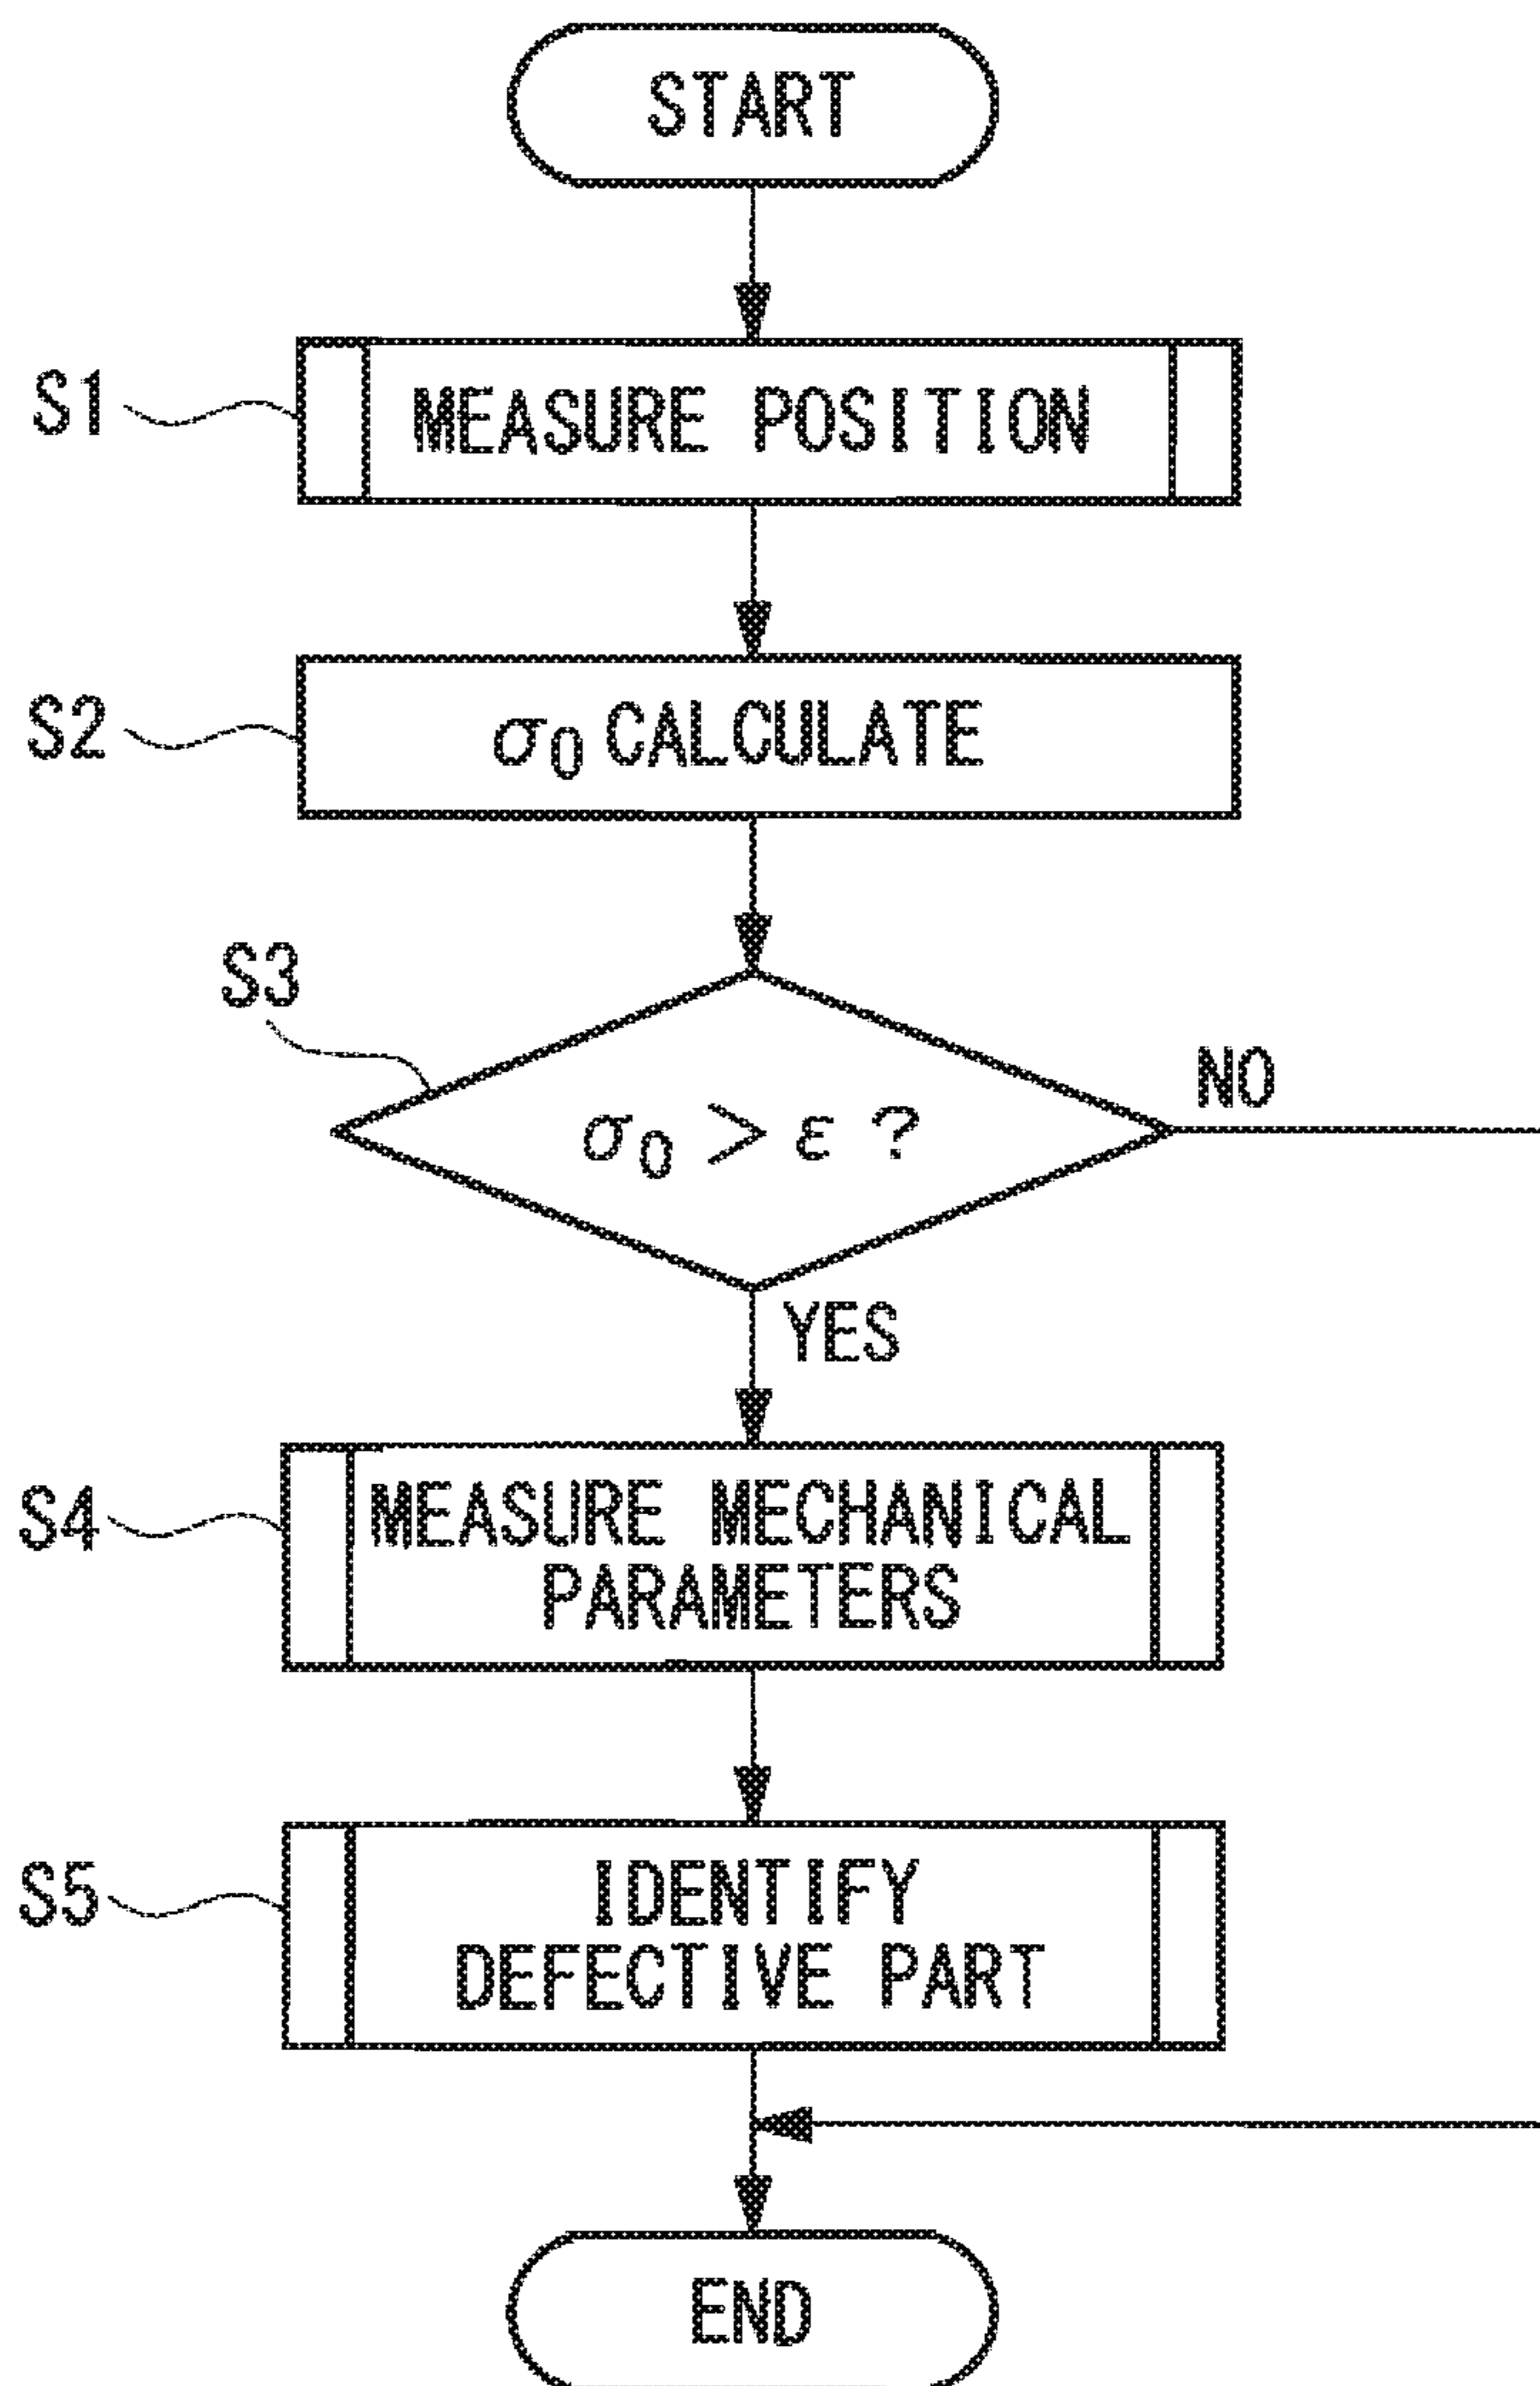 START
S1
MEASURE POSITION
S2
σ0 CALCULATE
S3
σ0 > ε ?
NO
YES
S4
MEASURE MECHANICAL
PARAMETERS
S5
IDENTIFY
DEFECTIVE PART
END